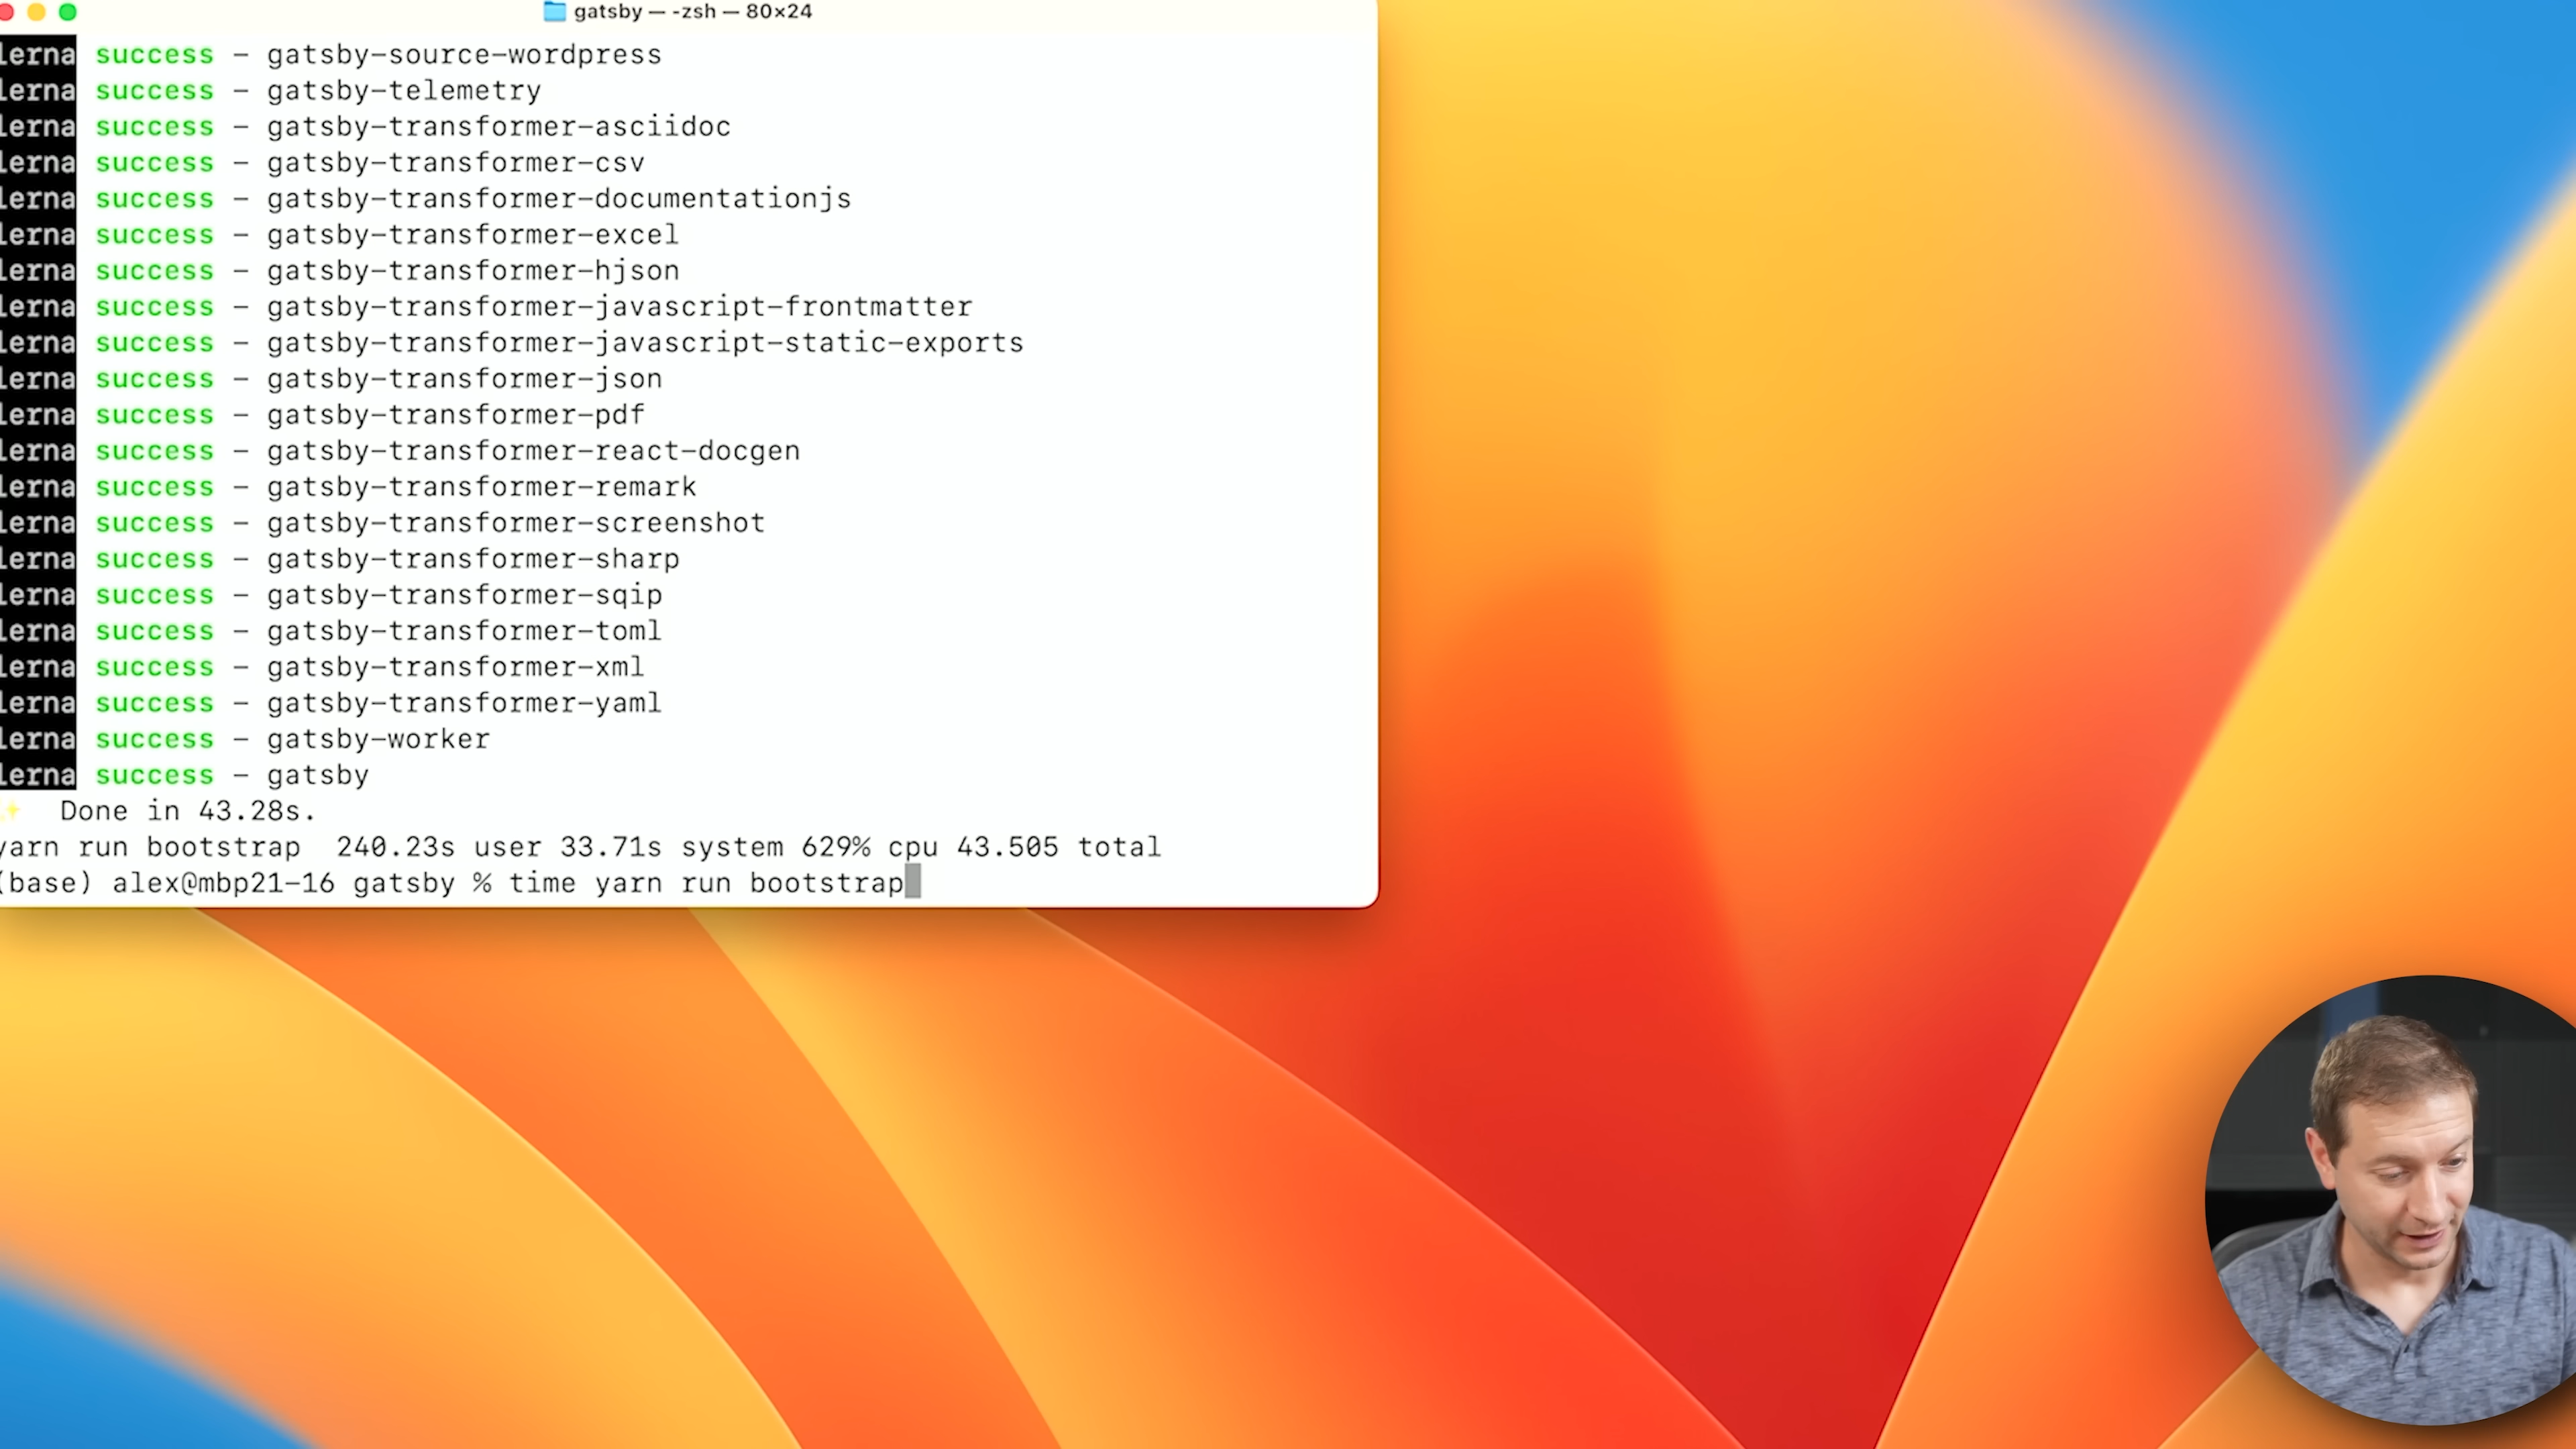 gatsby — -zsh — 80×24
lerna success - gatsby-source-wordpress
lerna success - gatsby-telemetry
lerna success - gatsby-transformer-asciidoc
lerna success - gatsby-transformer-csv
lerna success - gatsby-transformer-documentationjs
lerna success - gatsby-transformer-excel
lerna success - gatsby-transformer-hjson
lerna success - gatsby-transformer-javascript-frontmatter
lerna success - gatsby-transformer-javascript-static-exports
lerna success - gatsby-transformer-json
lerna success - gatsby-transformer-pdf
lerna success - gatsby-transformer-react-docgen
lerna success - gatsby-transformer-remark
lerna success - gatsby-transformer-screenshot
lerna success - gatsby-transformer-sharp
lerna success - gatsby-transformer-sqip
lerna success - gatsby-transformer-toml
lerna success - gatsby-transformer-xml
lerna success - gatsby-transformer-yaml
lerna success - gatsby-worker
lerna success - gatsby
✨ Done in 43.28s.
yarn run bootstrap  240.23s user 33.71s system 629% cpu 43.505 total
(base) alex@mbp21-16 gatsby % time yarn run bootstrap